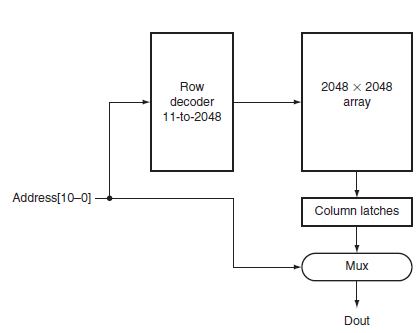 Row
decoder
11-to-2048
2048 × 2048
array
Address[10–0]
Column latches
Mux
Dout